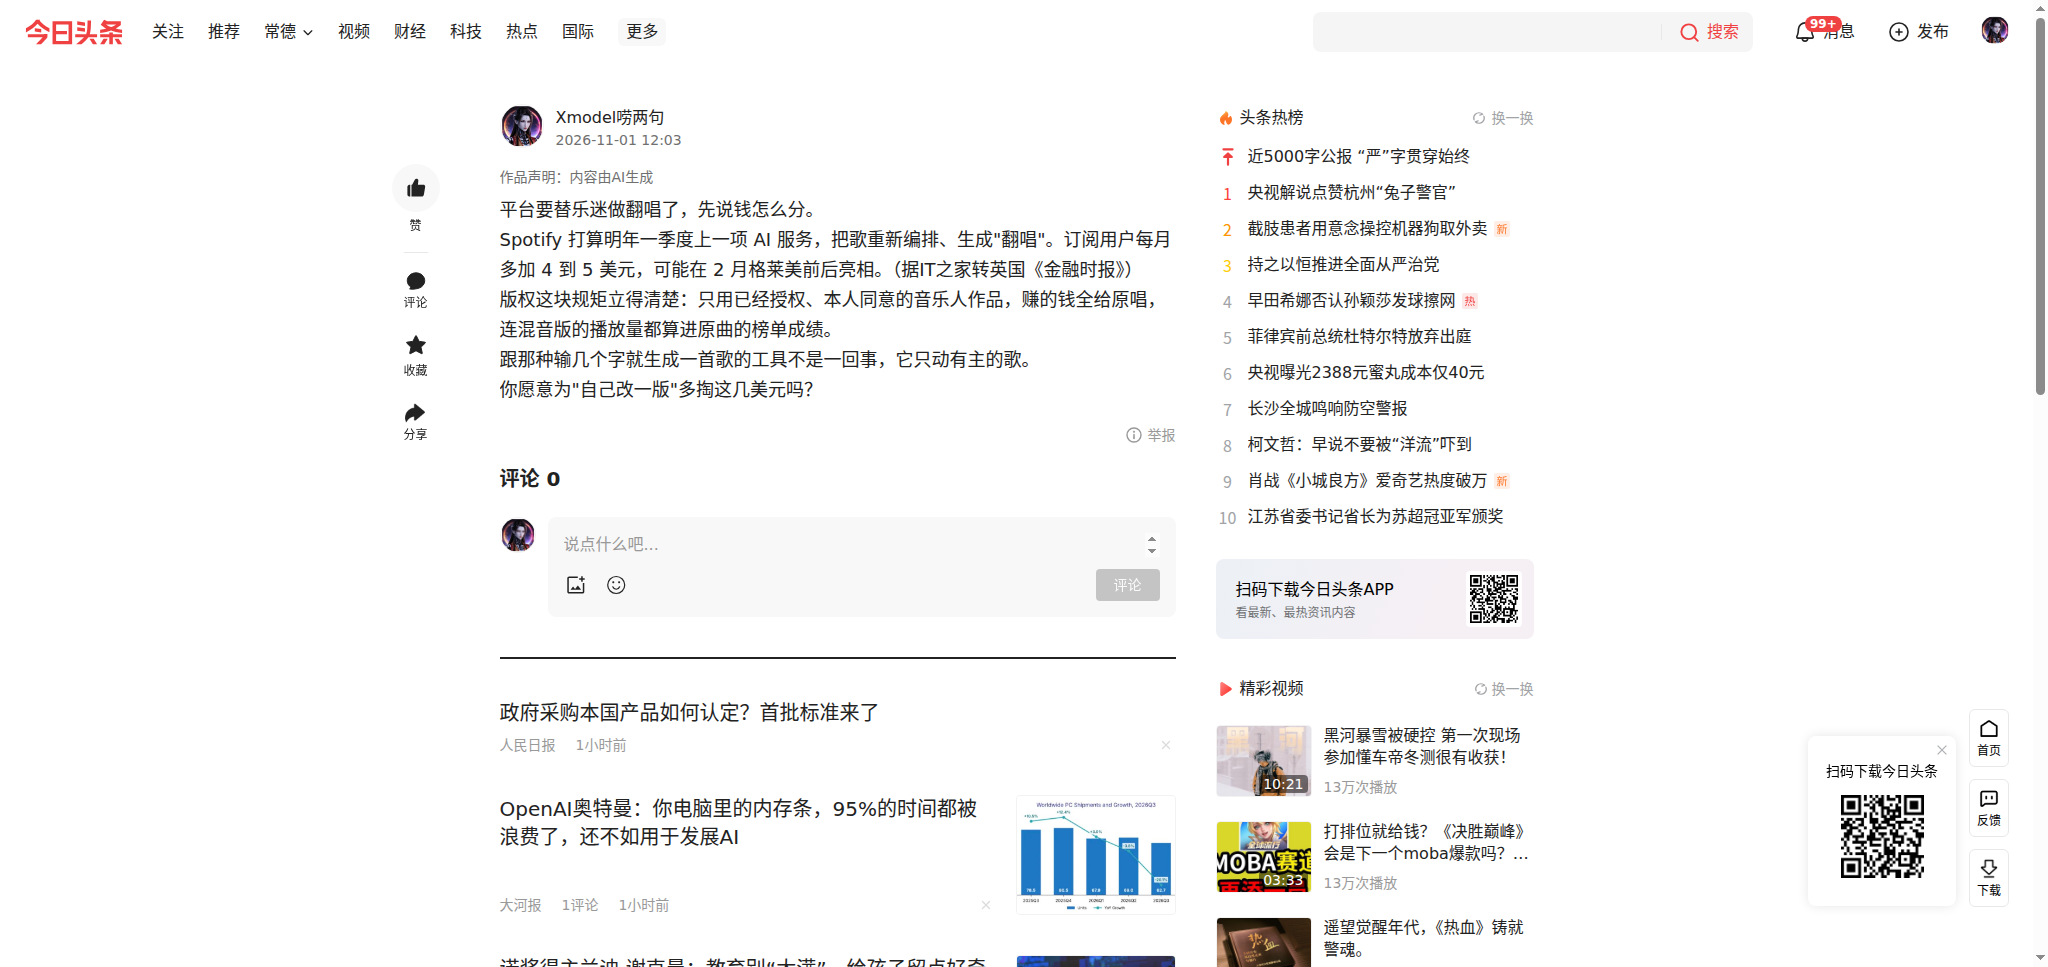 今日头条
关注 推荐 常德 视频 财经 科技 热点 国际 更多
搜索
99+
消息
发布
Xmodel唠两句
2026-11-01 12:03
作品声明：内容由AI生成
平台要替乐迷做翻唱了，先说钱怎么分。
Spotify 打算明年一季度上一项 AI 服务，把歌重新编排、生成"翻唱"。订阅用户每月
多加 4 到 5 美元，可能在 2 月格莱美前后亮相。（据IT之家转英国《金融时报》）
版权这块规矩立得清楚：只用已经授权、本人同意的音乐人作品，赚的钱全给原唱，
连混音版的播放量都算进原曲的榜单成绩。
跟那种输几个字就生成一首歌的工具不是一回事，它只动有主的歌。
你愿意为"自己改一版"多掏这几美元吗？
赞
评论
收藏
分享
举报
评论 0
说点什么吧...
评论
政府采购本国产品如何认定？首批标准来了
人民日报 1小时前
OpenAI奥特曼：你电脑里的内存条，95%的时间都被
浪费了，还不如用于发展AI
大河报 1评论 1小时前
Worldwide PC Shipments and Growth, 2026Q3
头条热榜
换一换
近5000字公报 “严”字贯穿始终
1 央视解说点赞杭州“兔子警官”
2 截肢患者用意念操控机器狗取外卖 新
3 持之以恒推进全面从严治党
4 早田希娜否认孙颖莎发球擦网 热
5 菲律宾前总统杜特尔特放弃出庭
6 央视曝光2388元蜜丸成本仅40元
7 长沙全城鸣响防空警报
8 柯文哲：早说不要被“洋流”吓到
9 肖战《小城良方》爱奇艺热度破万 新
10 江苏省委书记省长为苏超冠亚军颁奖
扫码下载今日头条APP
看最新、最热资讯内容
精彩视频
换一换
黑河暴雪被硬控 第一次现场
参加懂车帝冬测很有收获！
13万次播放
10:21
打排位就给钱？《决胜巅峰》
会是下一个moba爆款吗？...
13万次播放
MOBA赛道
03:33
遥望觉醒年代，《热血》铸就
警魂。
热血
扫码下载今日头条
首页
反馈
下载